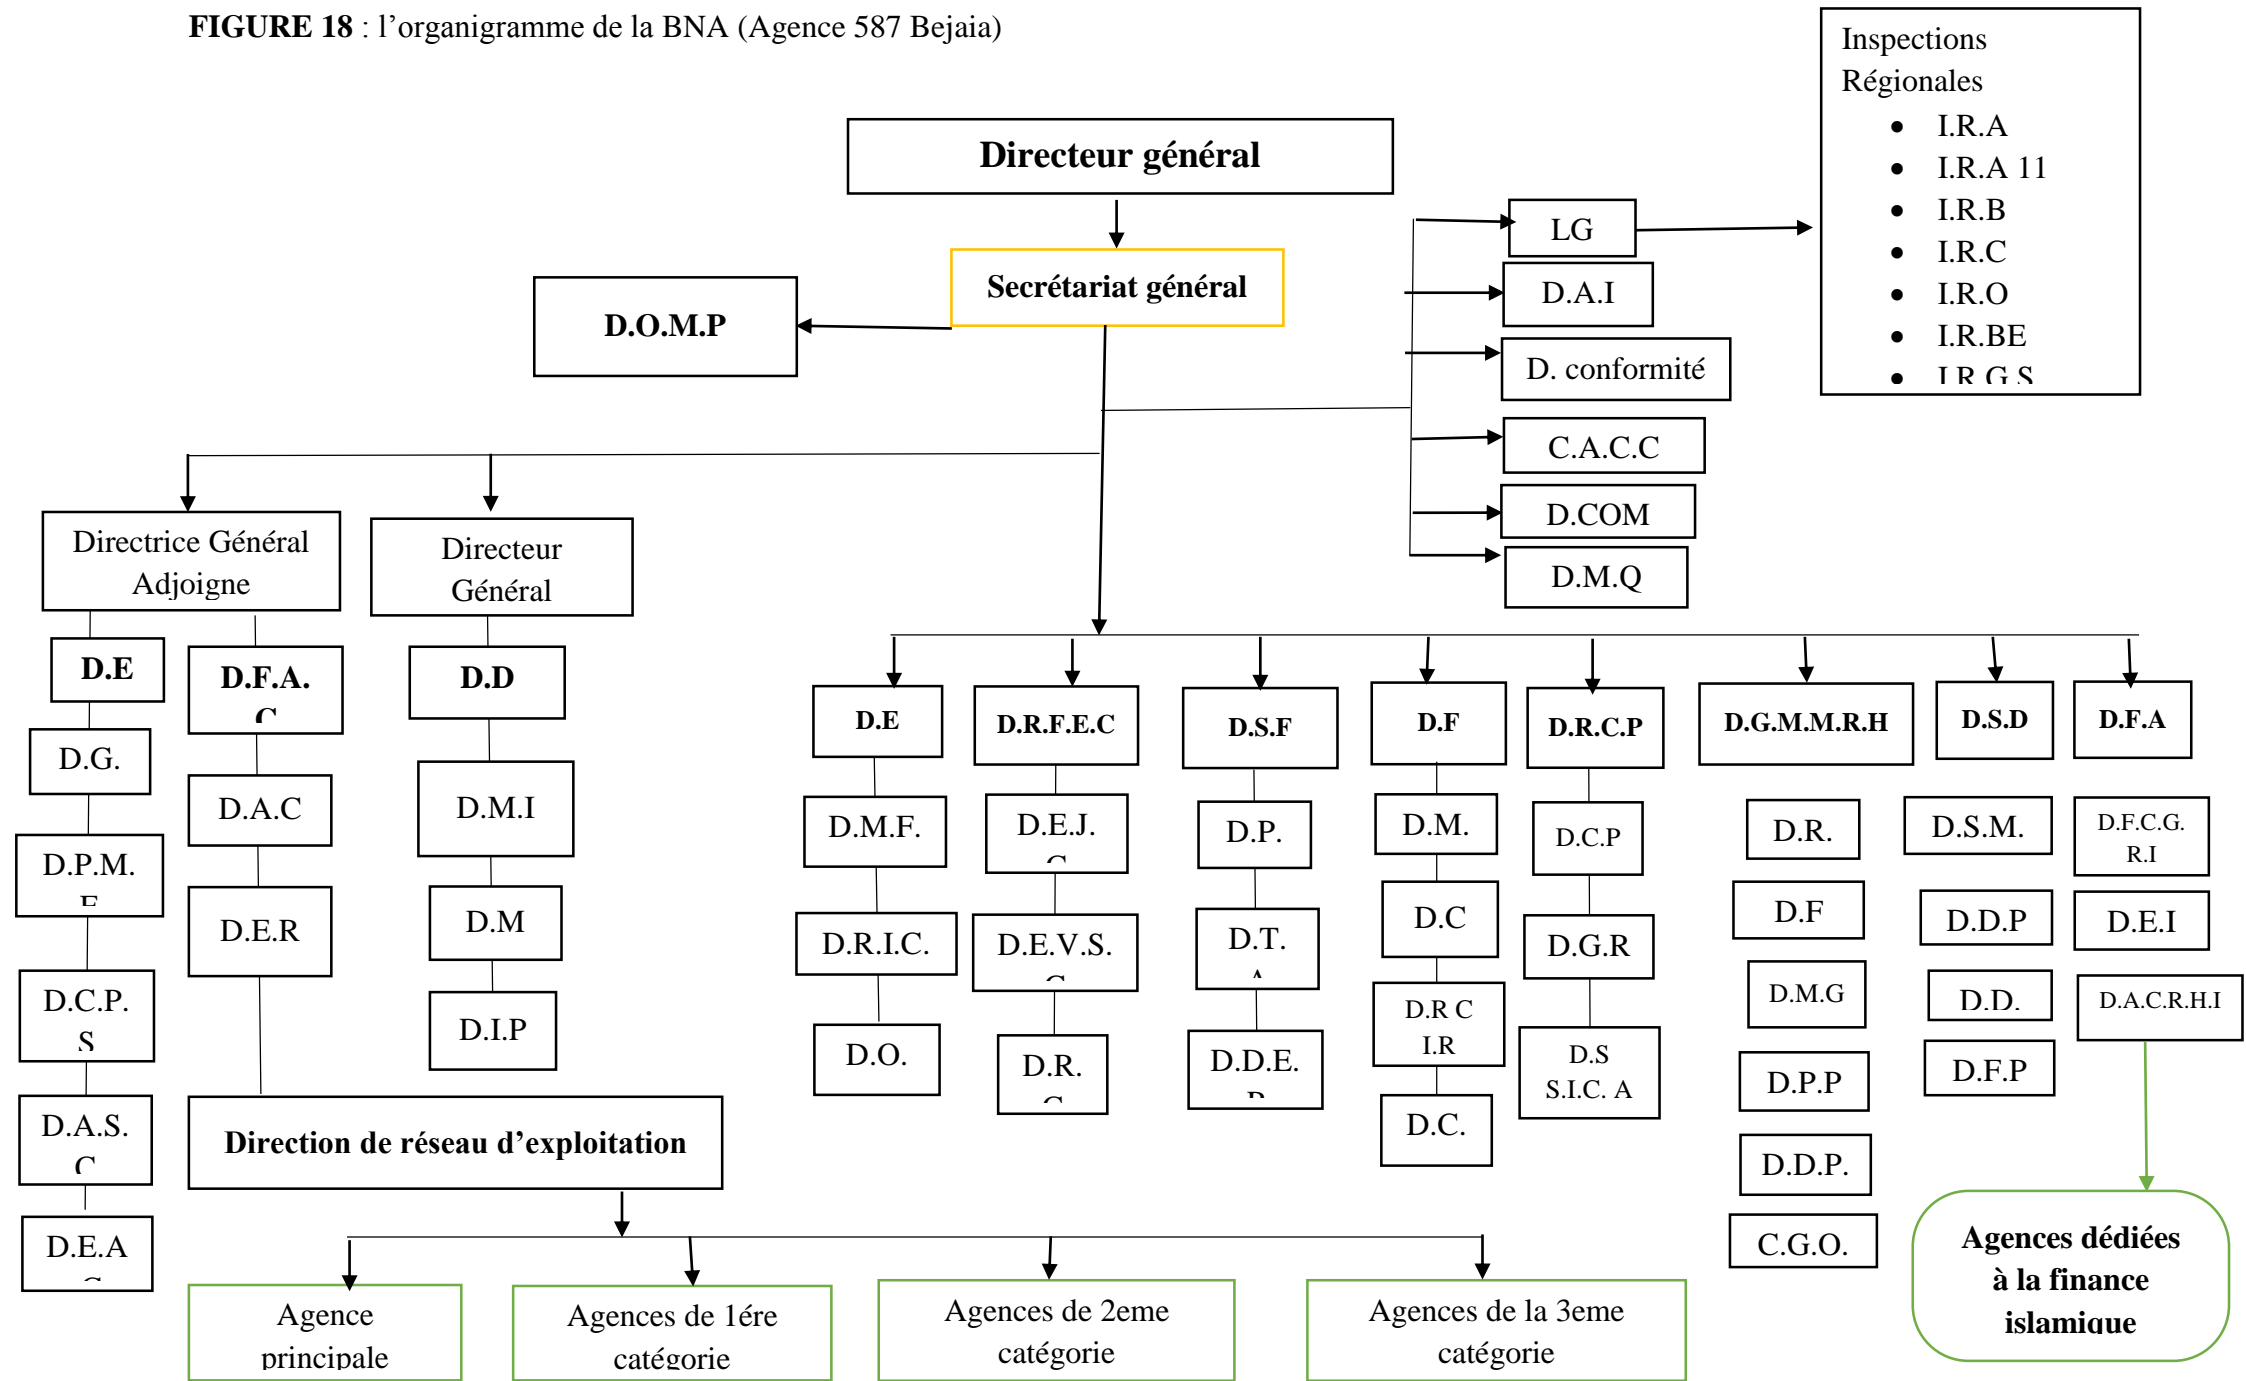 FIGURE 18 : l’organigramme de la BNA (Agence 587 Bejaia)
Inspections
Régionales
• I.R.A
• I.R.A 11
• I.R.B
• I.R.C
• I.R.O
• I.R.BE
• I.R.G.S
Directeur général
Secrétariat général
D.O.M.P
LG
D.A.I
D. conformité
C.A.C.C
D.COM
D.M.Q
Directrice Général
Adjoigne
Directeur
Général
D.E
D.G.
D.P.M.
D.C.P.
S
D.A.S.
C
D.E.A
D.F.A.
C
D.A.C
D.E.R
D.D
D.M.I
D.M
D.I.P
D.E
D.M.F.
D.R.I.C.
D.O.
D.R.F.E.C
D.E.J.
D.E.V.S.
D.R.
D.S.F
D.P.
D.T.
D.D.E.
D.F
D.M.
D.C
D.R C
I.R
D.C.
D.R.C.P
D.C.P
D.G.R
D.S
S.I.C. A
D.G.M.M.R.H
D.R.
D.F
D.M.G
D.P.P
D.D.P.
C.G.O.
D.S.D
D.S.M.
D.D.P
D.D.
D.F.P
D.F.A
D.F.C.G.
R.I
D.E.I
D.A.C.R.H.I
Agences dédiées
à la finance
islamique
Direction de réseau d’exploitation
Agence
principale
Agences de 1ére
catégorie
Agences de 2eme
catégorie
Agences de la 3eme
catégorie